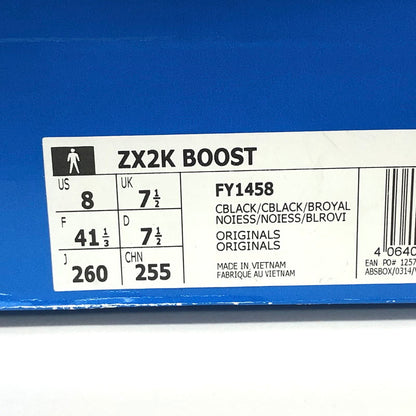 ZX2K BOOST
US 8 UK 7½
F 41⅓ D 7½
J 260 CHN 255
FY1458
CBLACK/CBLACK/BROYAL
NOIESS/NOIESS/BLROVI
ORIGINALS
ORIGINALS
MADE IN VIETNAM
FABRIQUE AU VIETNAM
4 0640
EAN PO# 1257
ABSBOX/0314/